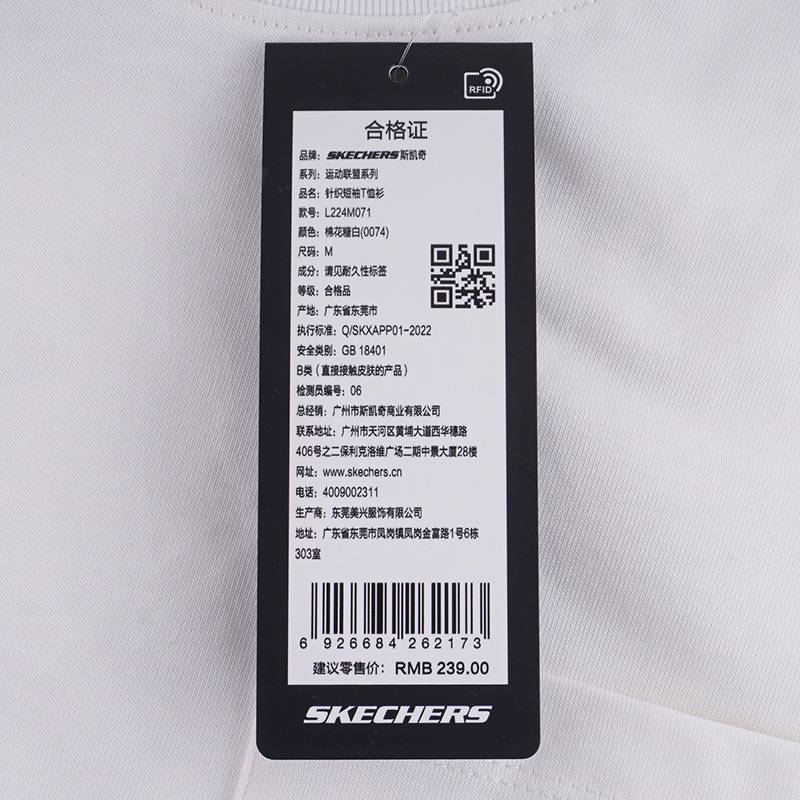 RFID
合格证
品牌：SKECHERS斯凯奇
系列：运动联盟系列
品名：针织短袖T恤衫
款号：L224M071
颜色：棉花糖白(0074)
尺码：M
成分：请见耐久性标签
等级：合格品
产地：广东省东莞市
执行标准：Q/SKXAPP01-2022
安全类别：GB 18401
B类（直接接触皮肤的产品）
检测员编号：06
总经销：广州市斯凯奇商业有限公司
联系地址：广州市天河区黄埔大道西华穗路
406号之二保利克洛维广场二期中景大厦28楼
网址：www.skechers.cn
电话：4009002311
生产商：东莞美兴服饰有限公司
地址：广东省东莞市凤岗镇凤岗金富路1号6栋
303室
6 926684 262173
建议零售价：RMB 239.00
SKECHERS